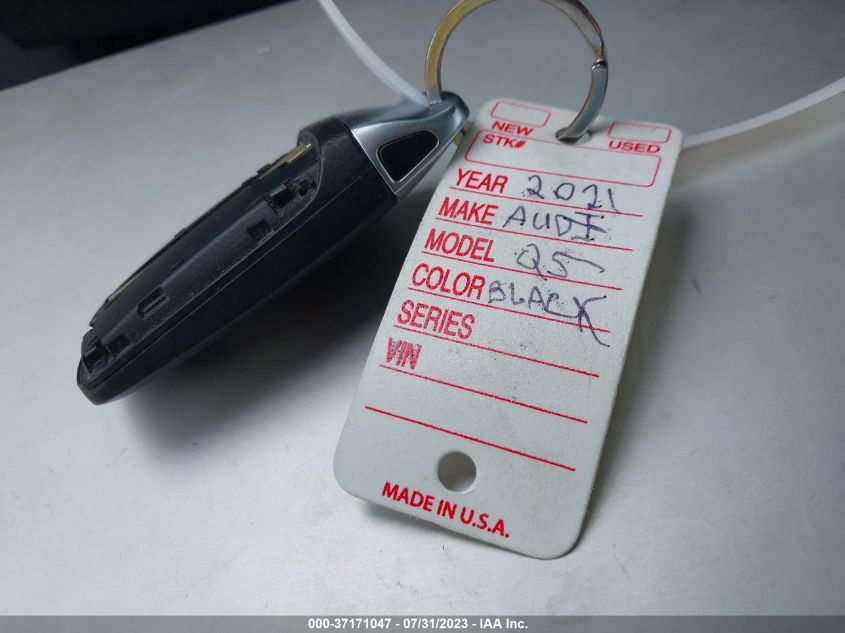 NEW
USED
STK#
YEAR 2021
MAKE AUDI
MODEL Q5
COLOR BLACK
SERIES
VIN
MADE IN U.S.A.
000-37171047 - 07/31/2023 - IAA Inc.